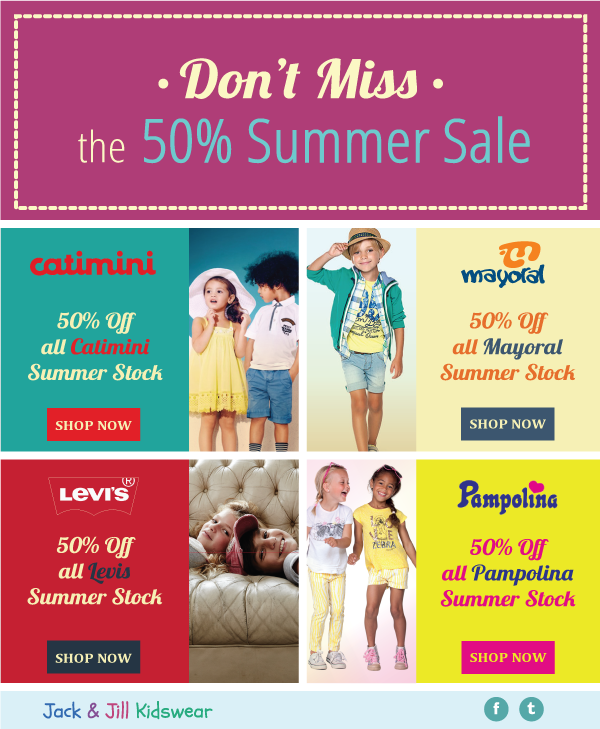 Don't Miss
the 50% Summer Sale
catimini
50% Off
all Catimini
Summer Stock
SHOP NOW
mayoral
50% Off
all Mayoral
Summer Stock
SHOP NOW
LEVI'S®
50% Off
all Levis
Summer Stock
SHOP NOW
Pampolina
50% Off
all Pampolina
Summer Stock
SHOP NOW
Jack & Jill Kidswear
f t